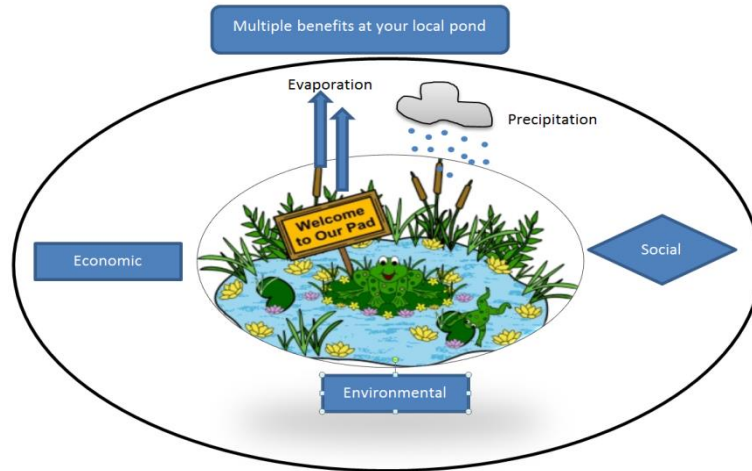 Multiple benefits at your local pond
Evaporation
Precipitation
Welcome
to Our Pad
Economic
Social
Environmental